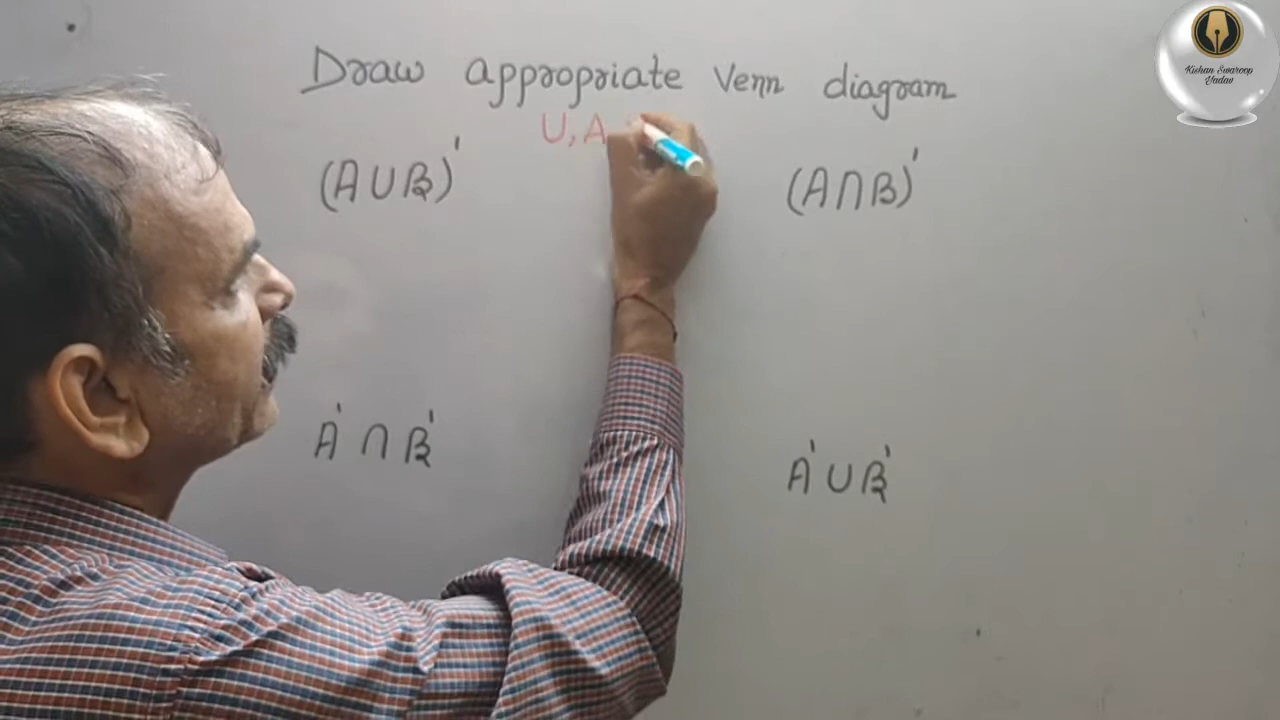 Draw appropriate Venn diagram
U, A
(A∪B)'
(A∩B)'
A' ∩ B'
A' ∪ B'
Kishan Swaroop
Yadav